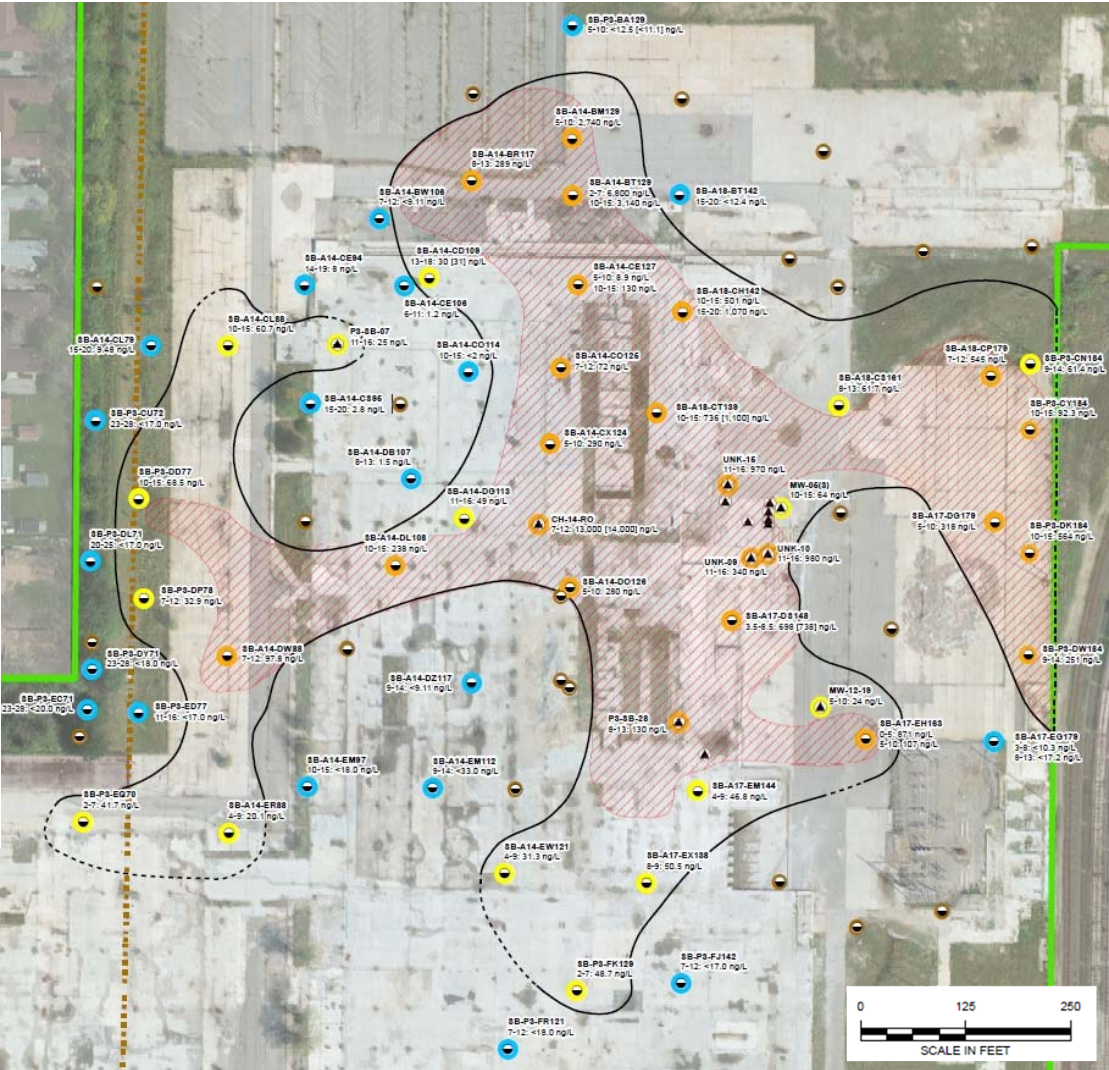 SB-P3-BA129
5-10: <12.5 [<11.1] ng/L
SB-A14-BM129
5-10: 2,740 ng/L
SB-A14-BR117
8-13: 289 ng/L
SB-A14-BT129
2-7: 6,800 ng/L
10-15: 3,140 ng/L
SB-A18-BT142
15-20: <12.4 ng/L
SB-A14-BW106
7-12: <9.11 ng/L
SB-A14-CD109
13-18: 30 [31] ng/L
SB-A14-CE94
14-19: 8 ng/L
SB-A14-CE106
6-11: 1.2 ng/L
SB-A14-CE127
5-10: 8.9 ng/L
10-15: 130 ng/L
SB-A18-CH142
10-15: 501 ng/L
15-20: 1,070 ng/L
SB-A14-CL88
10-15: 60.7 ng/L
P3-SB-07
11-16: 25 ng/L
SB-A14-CL79
15-20: 9.48 ng/L
SB-A14-CO114
10-15: <2 ng/L
SB-A14-CO125
7-12: 72 ng/L
SB-A18-CP179
7-12: 545 ng/L
SB-P3-CN184
9-14: 61.4 ng/L
SB-A18-CS161
8-13: 61.7 ng/L
SB-A14-CS95
15-20: 2.8 ng/L
SB-P3-CU72
23-28: <17.0 ng/L
SB-A18-CT139
10-15: 736 [1,100] ng/L
SB-P3-CY184
10-15: 92.3 ng/L
SB-A14-CX124
5-10: 290 ng/L
SB-A14-DB107
8-13: 1.5 ng/L
UNK-15
11-16: 970 ng/L
SB-P3-DD77
10-15: 68.5 ng/L
MW-05(3)
10-15: 64 ng/L
SB-A14-DG113
11-16: 49 ng/L
CH-14-RO
7-12: 13,000 [14,000] ng/L
SB-A17-DG179
5-10: 318 ng/L
SB-P3-DK184
10-15: 564 ng/L
SB-P3-DL71
20-25: <17.0 ng/L
SB-A14-DL108
10-15: 238 ng/L
UNK-09
11-16: 340 ng/L
UNK-10
11-16: 980 ng/L
SB-A14-DO126
5-10: 280 ng/L
SB-P3-DP78
7-12: 32.9 ng/L
SB-A17-DS148
3.5-8.5: 698 [738] ng/L
SB-P3-DY71
23-28: <18.0 ng/L
SB-A14-DW88
7-12: 97.8 ng/L
SB-P3-DW184
9-14: 251 ng/L
SB-A14-DZ117
9-14: <9.11 ng/L
SB-P3-EC71
23-28: <20.0 ng/L
SB-P3-ED77
11-16: <17.0 ng/L
MW-12-19
5-10: 24 ng/L
P3-SB-28
8-13: 130 ng/L
SB-A17-EH163
0-5: 871 ng/L
5-10: 107 ng/L
SB-A17-EG179
3-8: <10.3 ng/L
8-13: <17.2 ng/L
SB-A14-EM97
10-15: <18.0 ng/L
SB-A14-EM112
9-14: <33.0 ng/L
SB-A17-EM144
4-9: 46.8 ng/L
SB-P3-EQ70
2-7: 41.7 ng/L
SB-A14-ER88
4-9: 20.1 ng/L
SB-A14-EW121
4-9: 31.3 ng/L
SB-A17-EX138
8-9: 50.5 ng/L
SB-P3-FK129
2-7: 48.7 ng/L
SB-P3-FJ142
7-12: <17.0 ng/L
SB-P3-FR121
7-12: <18.0 ng/L
0 125 250
SCALE IN FEET